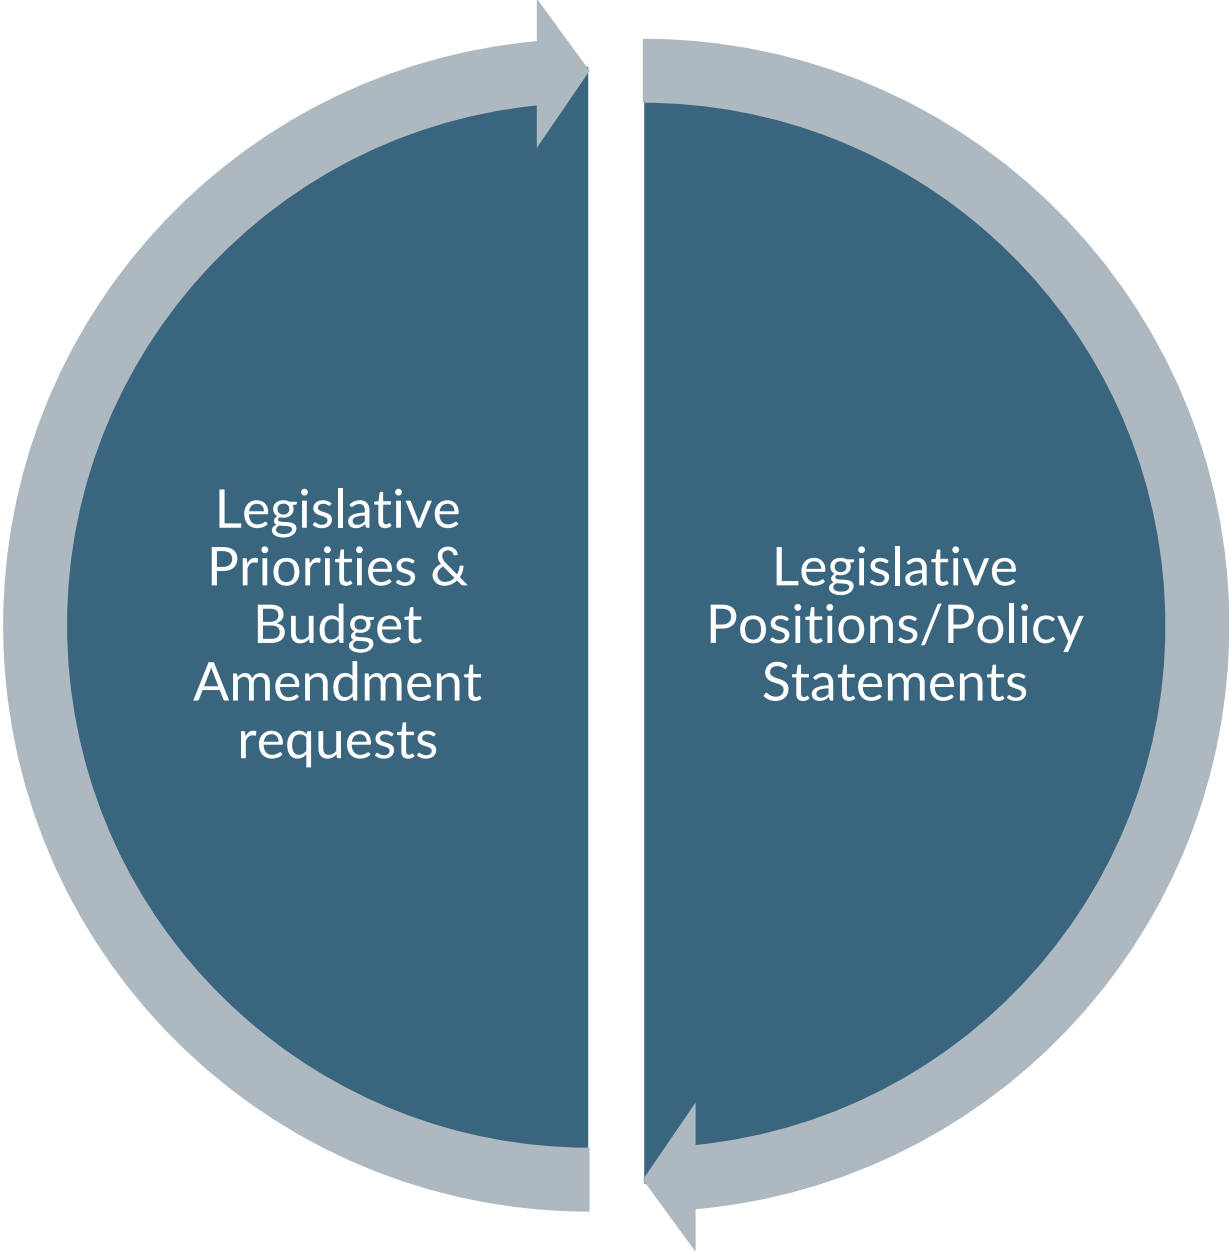 Legislative
Priorities &
Budget
Amendment
requests
Legislative
Positions/Policy
Statements